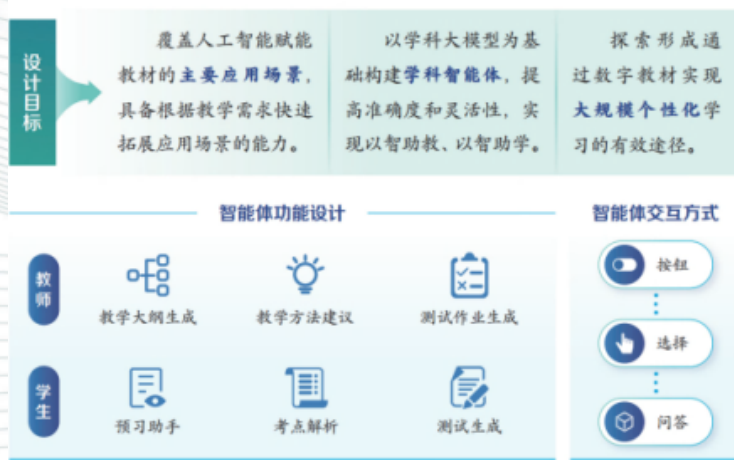 设计目标
覆盖人工智能赋能
教材的主要应用场景，
具备根据教学需求快速
拓展应用场景的能力。
以学科大模型为基
础构建学科智能体，提
高准确度和灵活性，实
现以智助教、以智助学。
探索形成通
过数字教材实现
大规模个性化学
习的有效途径。
智能体功能设计
教师
教学大纲生成
教学方法建议
测试作业生成
学生
预习助手
考点解析
测试生成
智能体交互方式
按钮
选择
问答